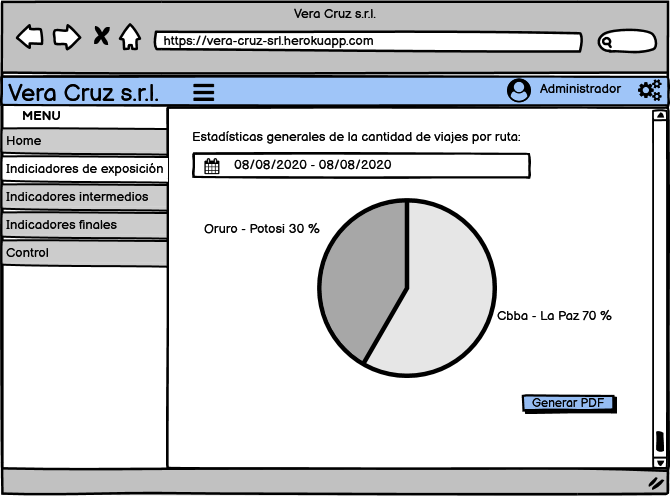 Vera Cruz s.r.l.
https://vera-cruz-srl.herokuapp.com
Vera Cruz s.r.l.
Administrador
MENU
Home
Indiciadores de exposición
Indicadores intermedios
Indicadores finales
Control
Estadísticas generales de la cantidad de viajes por ruta:
08/08/2020 - 08/08/2020
Oruro - Potosi 30 %
Cbba - La Paz 70 %
Generar PDF